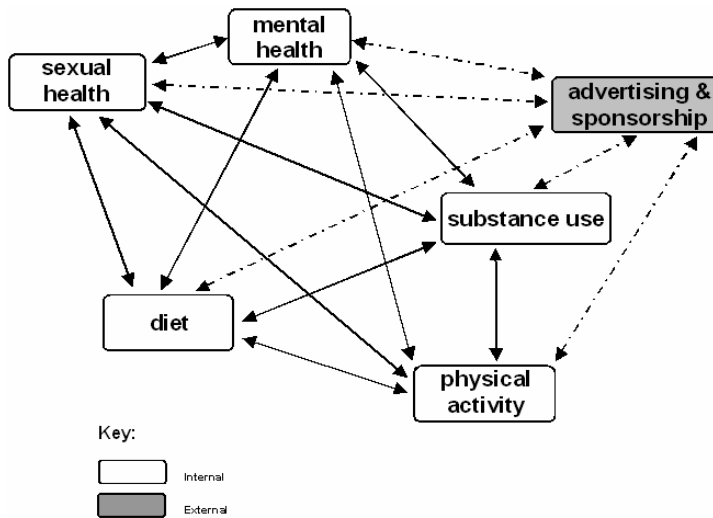 mental
health
sexual
health
advertising &
sponsorship
substance use
diet
physical
activity
Key:
Internal
External